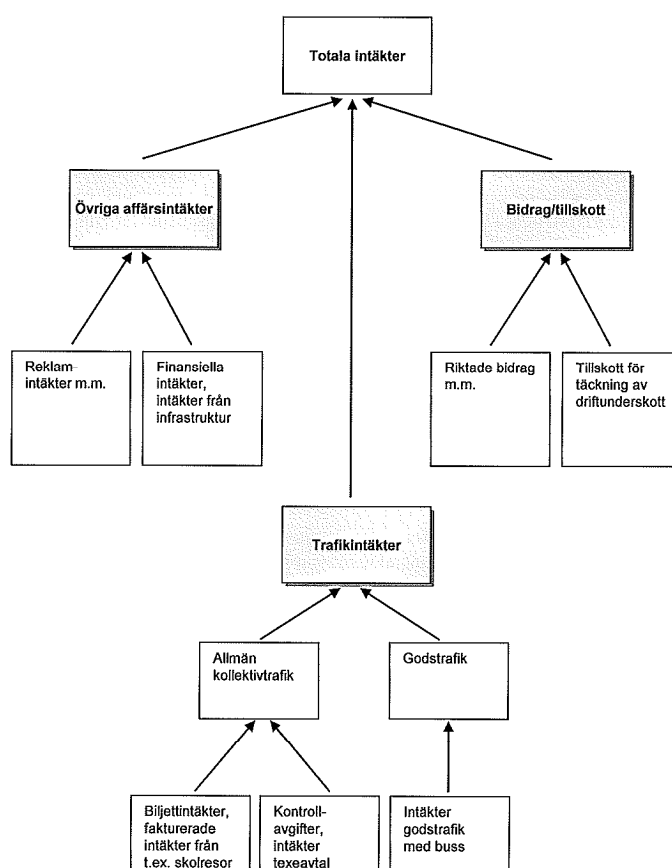 Totala intäkter
Övriga affärsintäkter
Bidrag/tillskott
Reklam-
intäkter m.m.
Finansiella
intäkter,
intäkter från
infrastruktur
Riktade bidrag
m.m.
Tillskott för
täckning av
driftunderskott
Trafikintäkter
Allmän
kollektivtrafik
Godstrafik
Biljettintäkter,
fakturerade
intäkter från
t.ex. skolresor
Kontroll-
avgifter,
intäkter
texeavtal
Intäkter
godstrafik
med buss